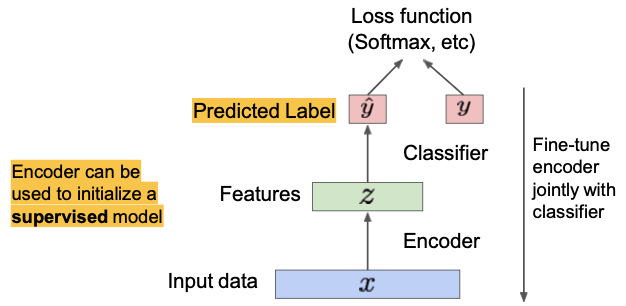 Loss function
(Softmax, etc)
Predicted Label
ŷ
y
Classifier
Fine-tune
encoder
jointly with
classifier
Encoder can be
used to initialize a
supervised model
Features
z
Encoder
Input data
x